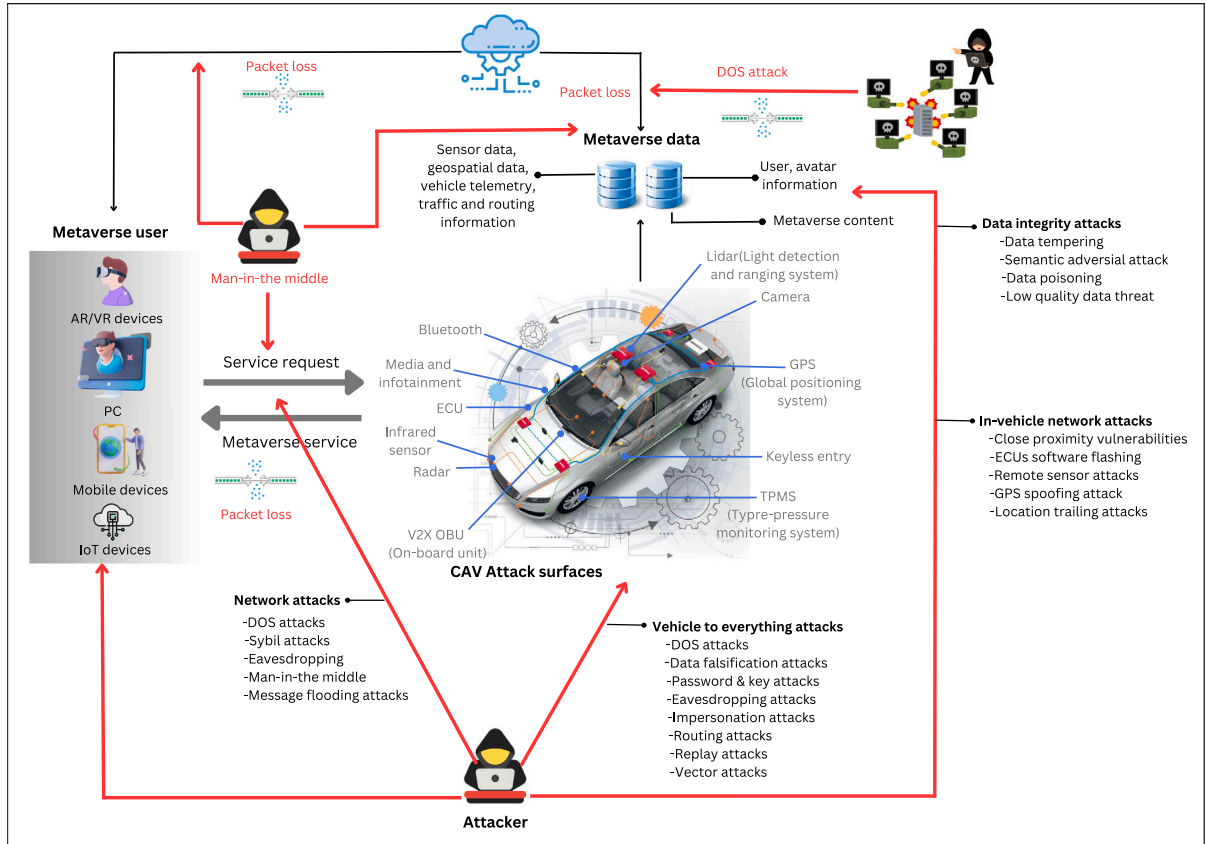 Packet loss
DOS attack
Packet loss
Metaverse data
Sensor data,
geospatial data,
vehicle telemetry,
traffic and routing
information
User, avatar
information
Metaverse content
Metaverse user
Man-in-the middle
AR/VR devices
PC
Mobile devices
IoT devices
Service request
Metaverse service
Packet loss
Lidar(Light detection
and ranging system)
Camera
Bluetooth
Media and
infotainment
ECU
Infrared
sensor
Radar
V2X OBU
(On-board unit)
GPS
(Global positioning
system)
Keyless entry
TPMS
(Typre-pressure
monitoring system)
CAV Attack surfaces
Data integrity attacks
-Data tempering
-Semantic adversial attack
-Data poisoning
-Low quality data threat
In-vehicle network attacks
-Close proximity vulnerabilities
-ECUs software flashing
-Remote sensor attacks
-GPS spoofing attack
-Location trailing attacks
Network attacks
-DOS attacks
-Sybil attacks
-Eavesdropping
-Man-in-the middle
-Message flooding attacks
Vehicle to everything attacks
-DOS attacks
-Data falsification attacks
-Password & key attacks
-Eavesdropping attacks
-Impersonation attacks
-Routing attacks
-Replay attacks
-Vector attacks
Attacker